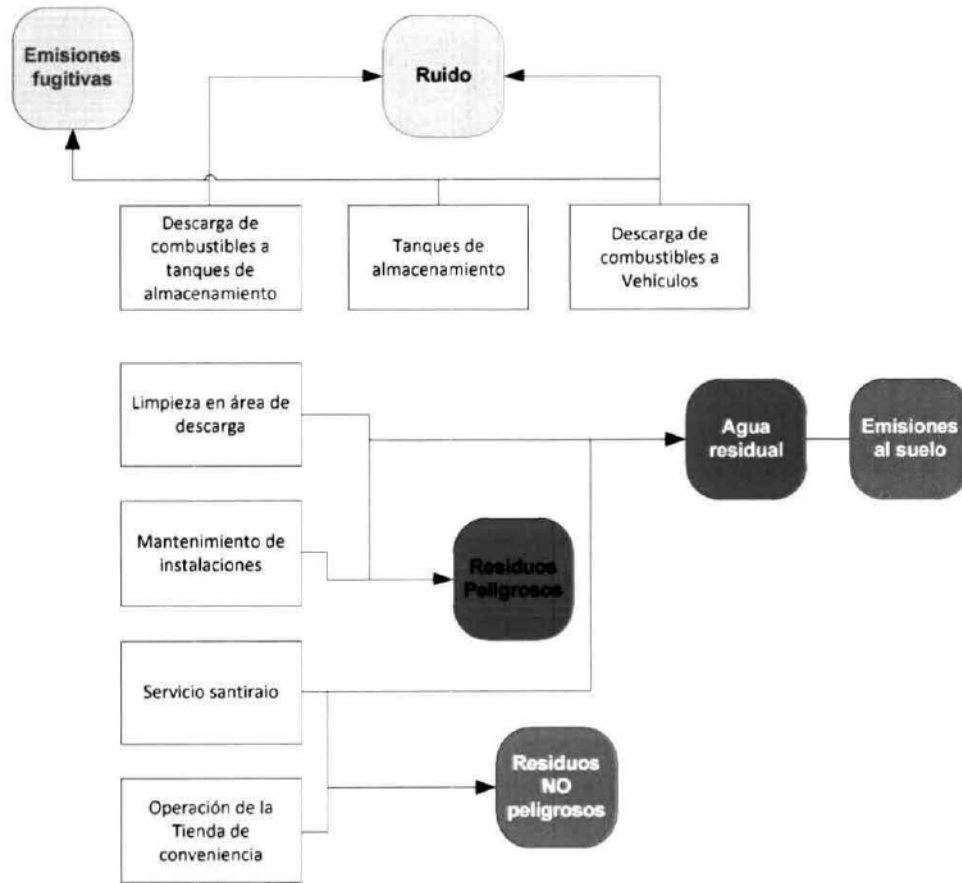 Emisiones
fugitivas
Ruido
Descarga de
combustibles a
tanques de
almacenamiento
Tanques de
almacenamiento
Descarga de
combustibles a
Vehículos
Limpieza en área de
descarga
Agua
residual
Emisiones
al suelo
Mantenimiento de
instalaciones
Residuos
Peligrosos
Servicio santiraio
Residuos
NO
peligrosos
Operación de la
Tienda de
conveniencia